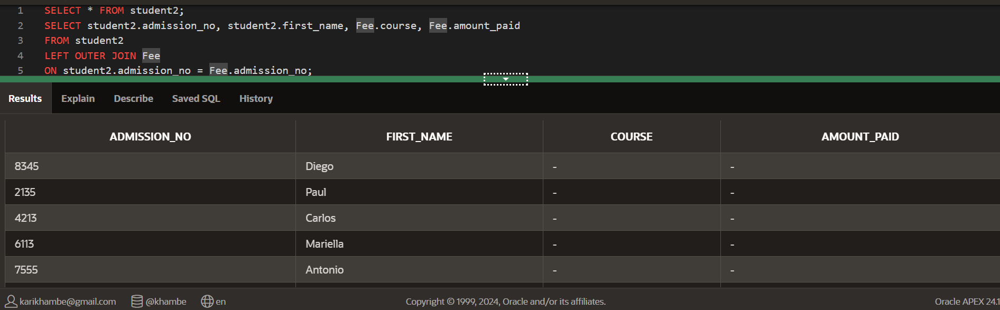 1 SELECT * FROM student2;
2 SELECT student2.admission_no, student2.first_name, Fee.course, Fee.amount_paid
3 FROM student2
4 LEFT OUTER JOIN Fee
5 ON student2.admission_no = Fee.admission_no;
Results Explain Describe Saved SQL History
ADMISSION_NO FIRST_NAME COURSE AMOUNT_PAID
8345 Diego - -
2135 Paul - -
4213 Carlos - -
6113 Mariella - -
7555 Antonio - -
karikhambe@gmail.com @khambe en Copyright © 1999, 2024, Oracle and/or its affiliates. Oracle APEX 24.1